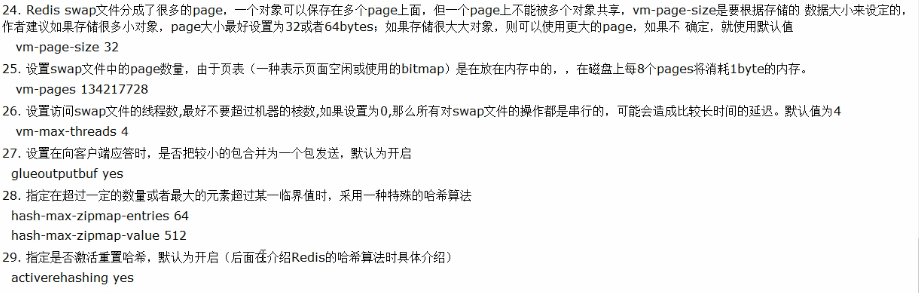 24. Redis swap文件分成了很多的page，一个对象可以保存在多个page上面，但一个page上不能被多个对象共享，vm-page-size是要根据存储的 数据大小来设定的，
作者建议如果存储很多小对象，page大小最好设置为32或者64bytes；如果存储很大大对象，则可以使用更大的page，如果不 确定，就使用默认值
vm-page-size 32
25. 设置swap文件中的page数量，由于页表（一种表示页面空闲或使用的bitmap）是在放在内存中的，，在磁盘上每8个pages将消耗1byte的内存。
vm-pages 134217728
26. 设置访问swap文件的线程数,最好不要超过机器的核数,如果设置为0,那么所有对swap文件的操作都是串行的，可能会造成比较长时间的延迟。默认值为4
vm-max-threads 4
27. 设置在向客户端应答时，是否把较小的包合并为一个包发送，默认为开启
glueoutputbuf yes
28. 指定在超过一定的数量或者最大的元素超过某一临界值时，采用一种特殊的哈希算法
hash-max-zipmap-entries 64
hash-max-zipmap-value 512
29. 指定是否激活重置哈希，默认为开启（后面在介绍Redis的哈希算法时具体介绍）
activerehashing yes